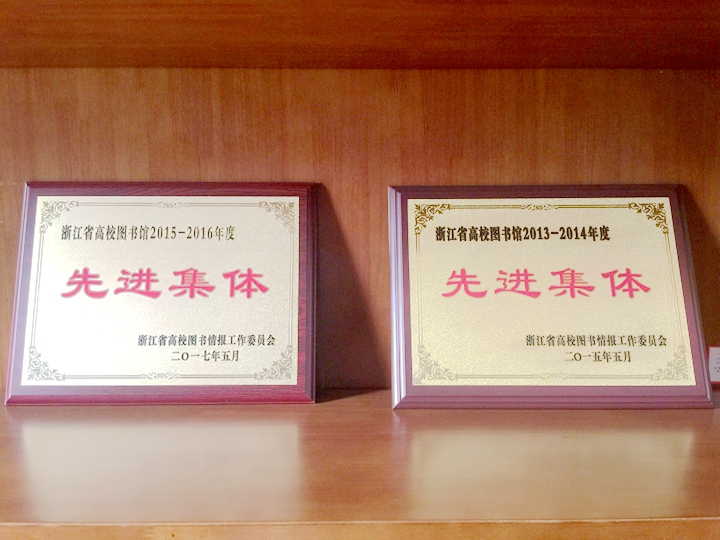 浙江省高校图书馆2015-2016年度
先进集体
浙江省高校图书情报工作委员会
二〇一七年五月
浙江省高校图书馆2013-2014年度
先进集体
浙江省高校图书情报工作委员会
二〇一五年五月